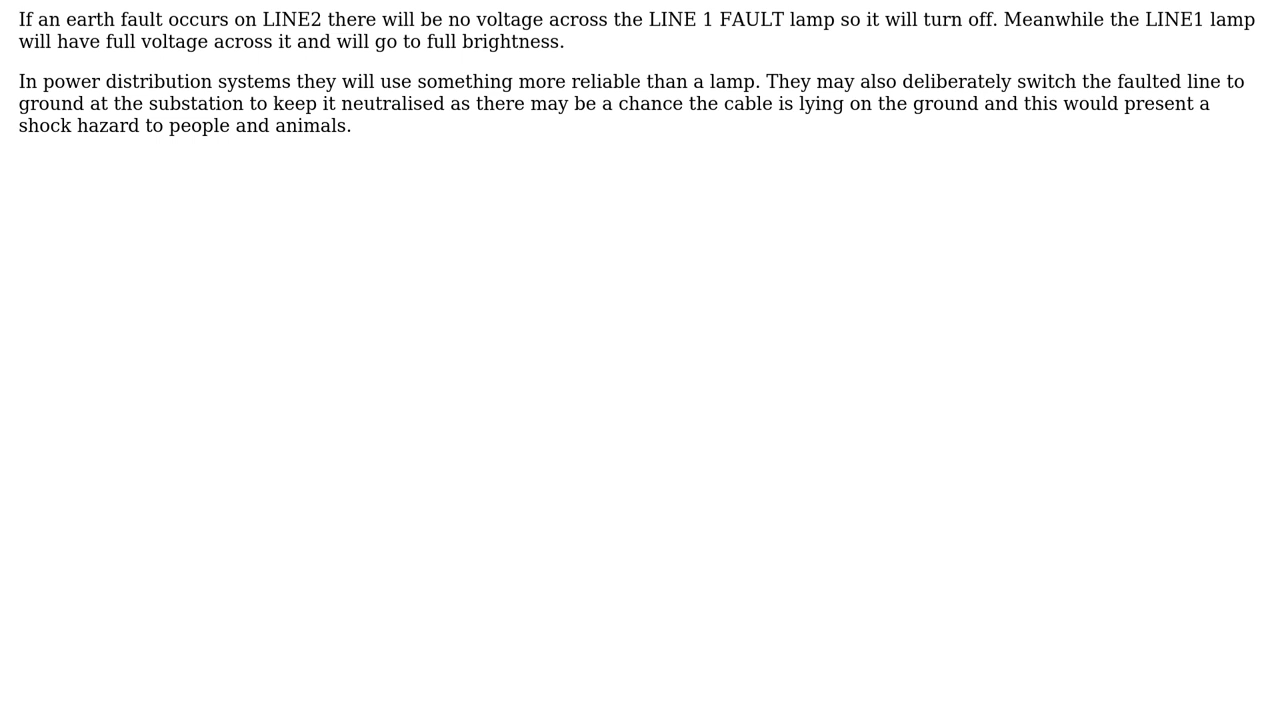 If an earth fault occurs on LINE2 there will be no voltage across the LINE 1 FAULT lamp so it will turn off. Meanwhile the LINE1 lamp
will have full voltage across it and will go to full brightness.
In power distribution systems they will use something more reliable than a lamp. They may also deliberately switch the faulted line to
ground at the substation to keep it neutralised as there may be a chance the cable is lying on the ground and this would present a
shock hazard to people and animals.